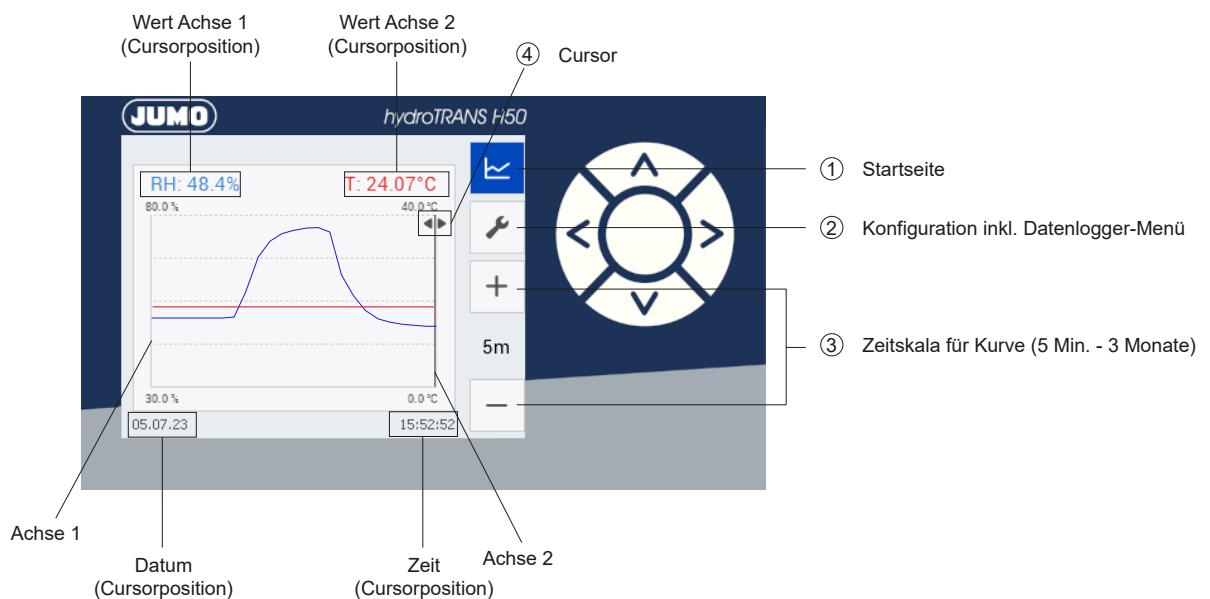 Wert Achse 1
(Cursorposition)
Wert Achse 2
(Cursorposition)
④ Cursor
JUMO
hydroTRANS H50
RH: 48.4%
T: 24.07°C
80.0 %
40.0 °C
5m
30.0 %
0.0 °C
05.07.23
15:52:52
① Startseite
② Konfiguration inkl. Datenlogger-Menü
③ Zeitskala für Kurve (5 Min. - 3 Monate)
Achse 1
Datum
(Cursorposition)
Zeit
(Cursorposition)
Achse 2